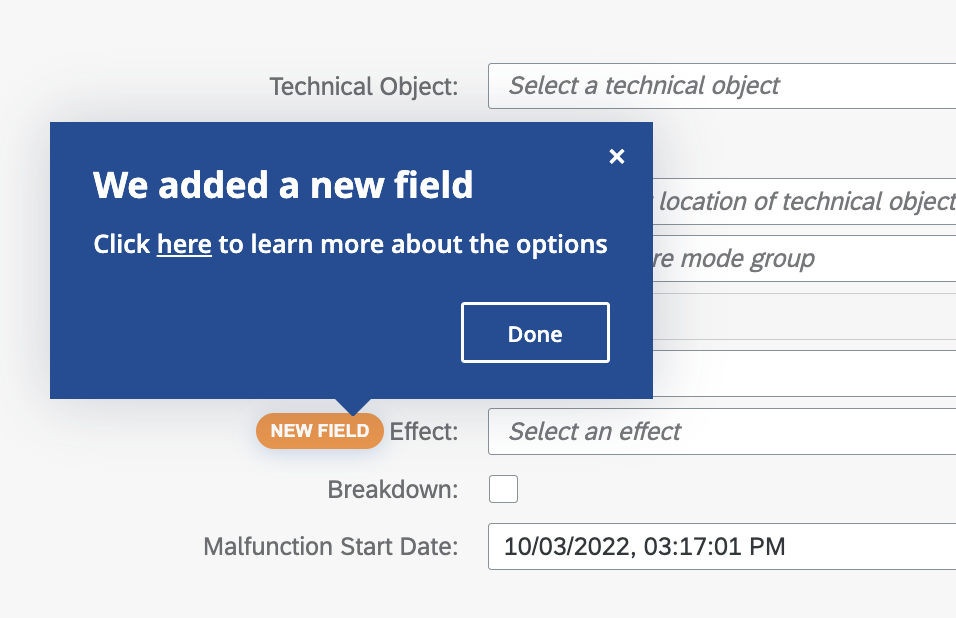 Technical Object: Select a technical object
×
We added a new field
location of technical object
Click here to learn more about the options
mode group
Done
NEW FIELD Effect: Select an effect
Breakdown:
Malfunction Start Date: 10/03/2022, 03:17:01 PM